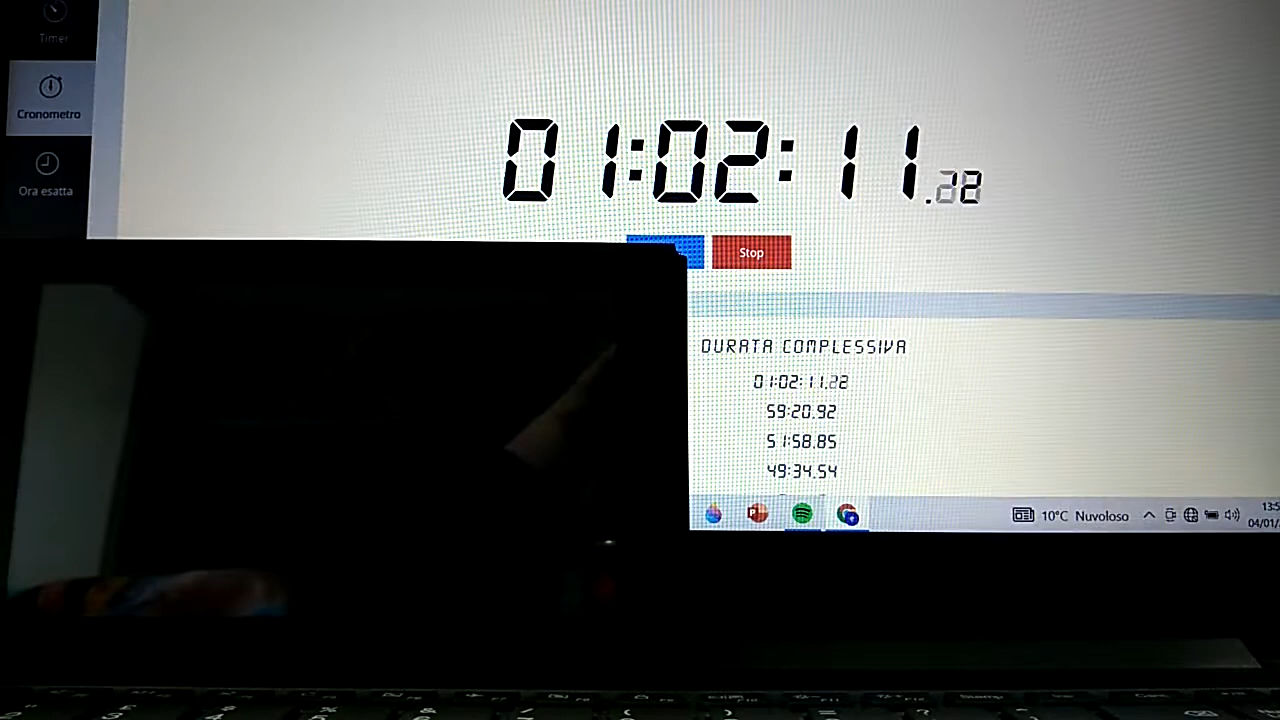 Timer
Cronometro
Ora esatta
01:02:11
Stop
DURATA COMPLESSIVA
01:02:11.22
59:20.92
51:58.85
49:34.54
10°C Nuvoloso
13:5
04/01/